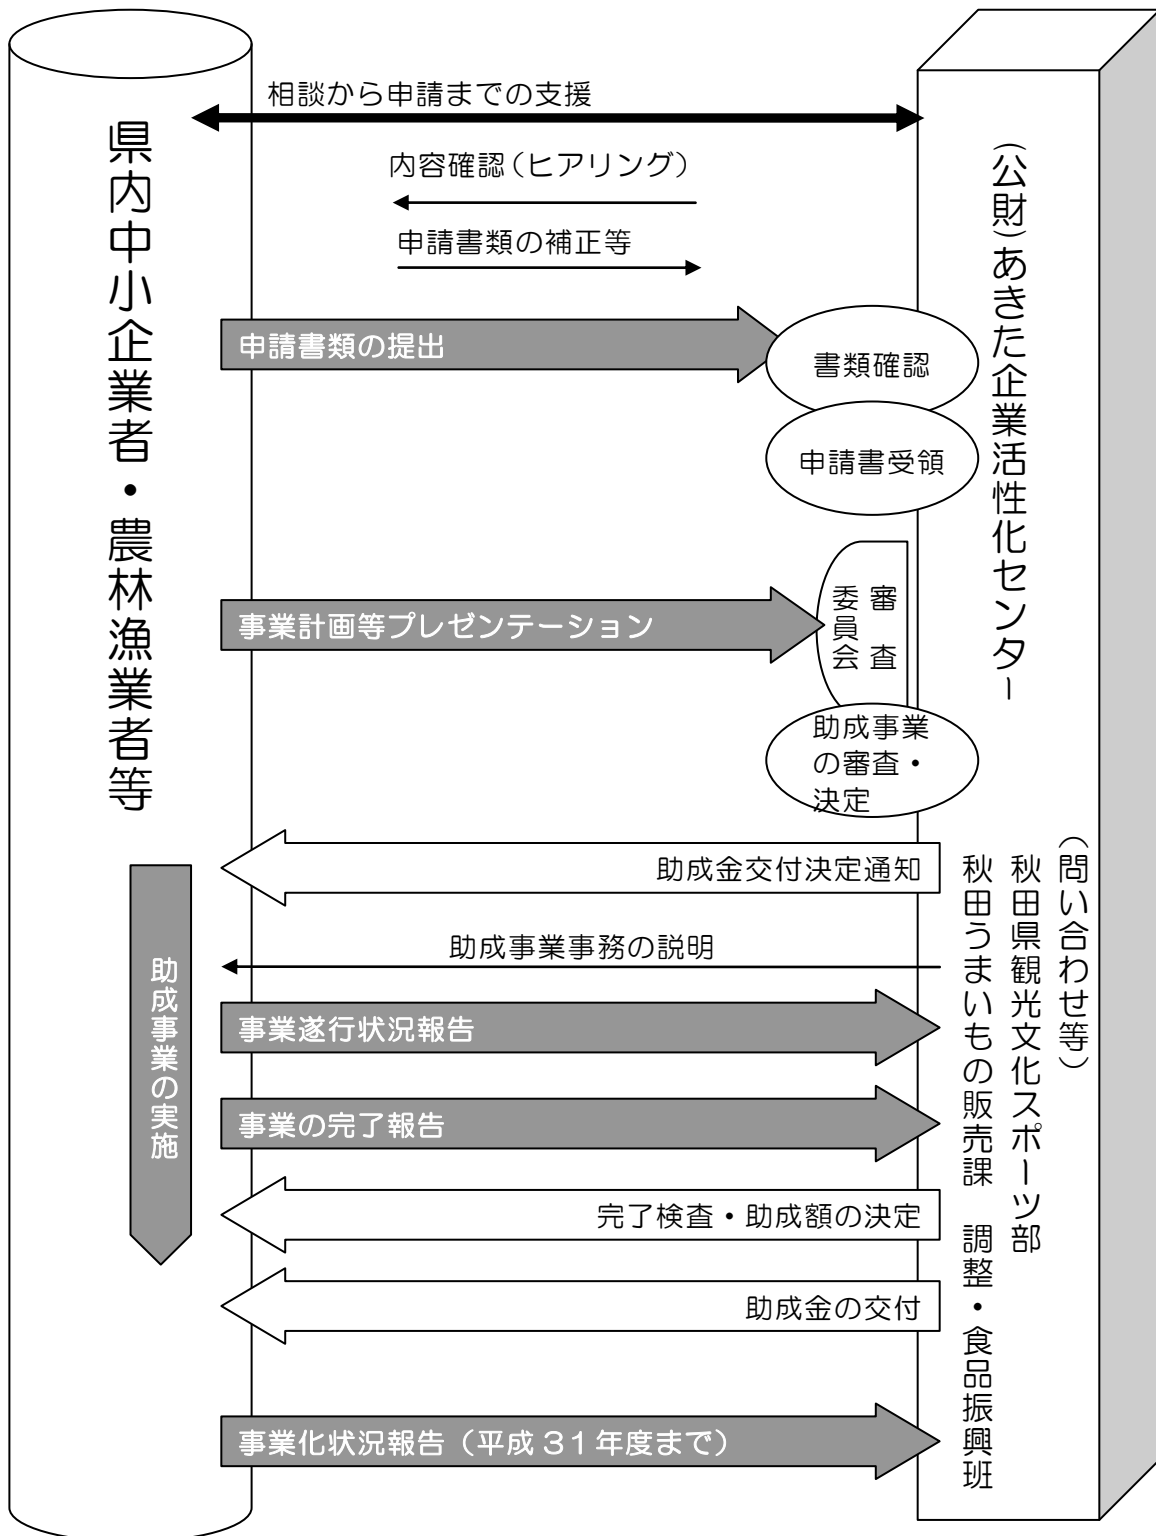 相談から申請までの支援
県内中小企業者・農林漁業者等
(公財)あきた企業活性化センター
内容確認(ヒアリング)
申請書類の補正等
申請書類の提出
書類確認
申請書受領
事業計画等プレゼンテーション
審査
委員会
助成事業
の審査・
決定
助成金交付決定通知
(問い合わせ等)
秋田県観光文化スポーツ部
秋田うまいもの販売課 調整・食品振興班
助成事業事務の説明
助成事業の実施
事業遂行状況報告
事業の完了報告
完了検査・助成額の決定
助成金の交付
事業化状況報告(平成31年度まで)